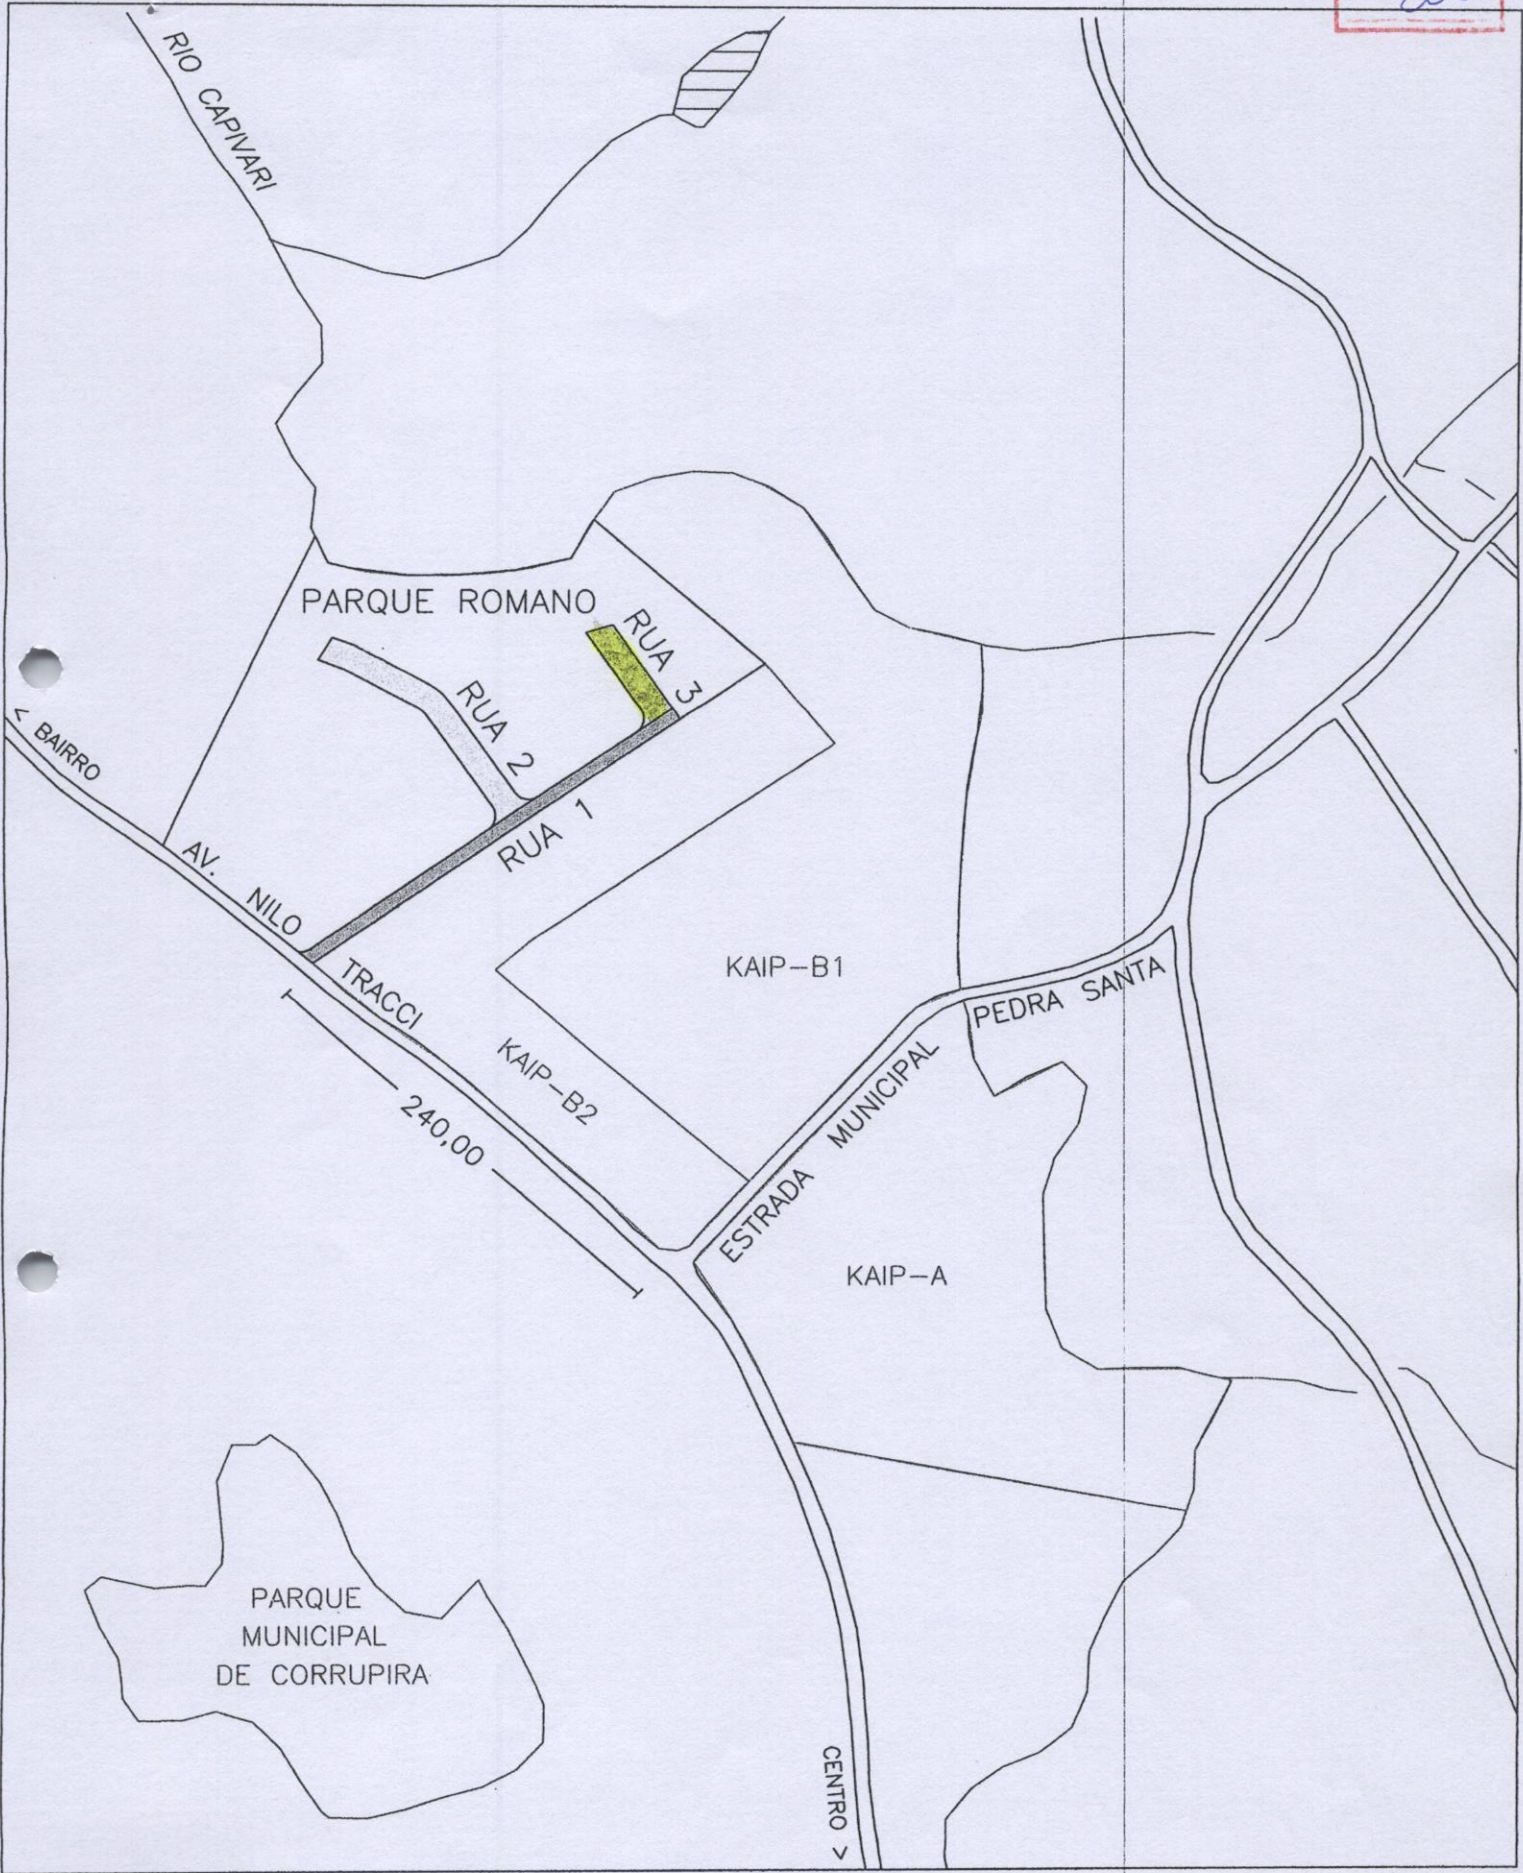 RIO CAPIVARI
PARQUE ROMANO
RUA 3
RUA 2
RUA 1
< BAIRRO
AV. NILO TRACCI
KAIP-B1
PEDRA SANTA
ESTRADA MUNICIPAL
KAIP-B2
240,00
KAIP-A
PARQUE
MUNICIPAL
DE CORRUPIRA
CENTRO >